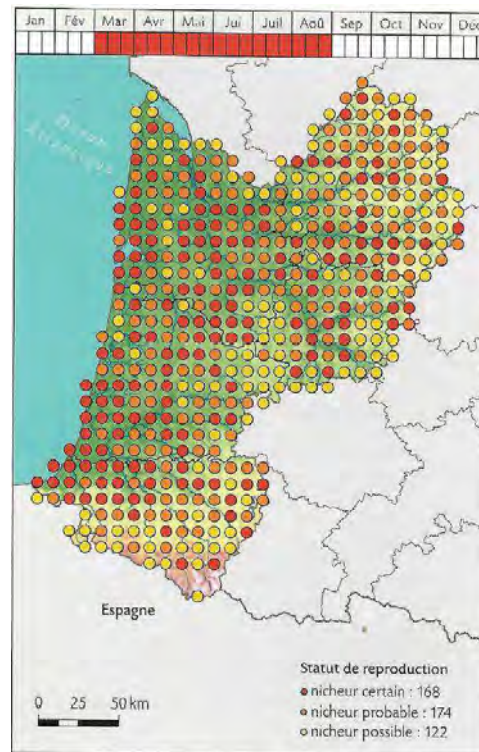 Jan Fév Mar Avr Mai Jui Juil Aoû Sep Oct Nov Déc
Océan
Atlantique
Espagne
Statut de reproduction
nicheur certain : 168
nicheur probable : 174
nicheur possible : 122
0 25 50 km